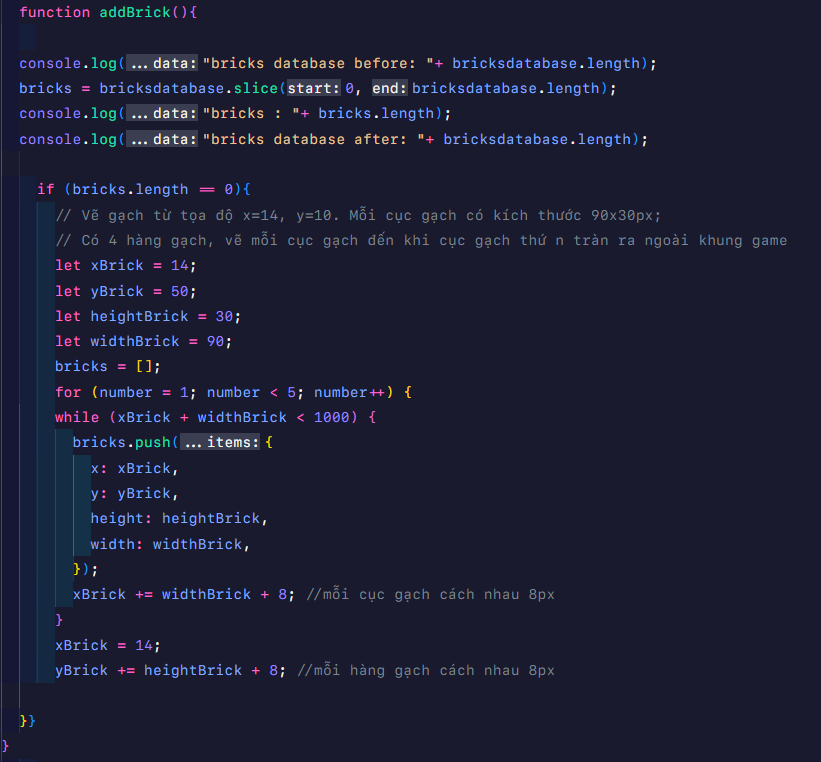 function addBrick(){
console.log(...data: "bricks database before: "+ bricksdatabase.length);
bricks = bricksdatabase.slice(start: 0, end: bricksdatabase.length);
console.log(...data: "bricks : "+ bricks.length);
console.log(...data: "bricks database after: "+ bricksdatabase.length);
if (bricks.length == 0){
// Vẽ gạch từ tọa độ x=14, y=10. Mỗi cục gạch có kích thước 90x30px;
// Có 4 hàng gạch, vẽ mỗi cục gạch đến khi cục gạch thứ n tràn ra ngoài khung game
let xBrick = 14;
let yBrick = 50;
let heightBrick = 30;
let widthBrick = 90;
bricks = [];
for (number = 1; number < 5; number++) {
while (xBrick + widthBrick < 1000) {
bricks.push(...items: {
x: xBrick,
y: yBrick,
height: heightBrick,
width: widthBrick,
});
xBrick += widthBrick + 8; //mỗi cục gạch cách nhau 8px
}
xBrick = 14;
yBrick += heightBrick + 8; //mỗi hàng gạch cách nhau 8px
}}
}